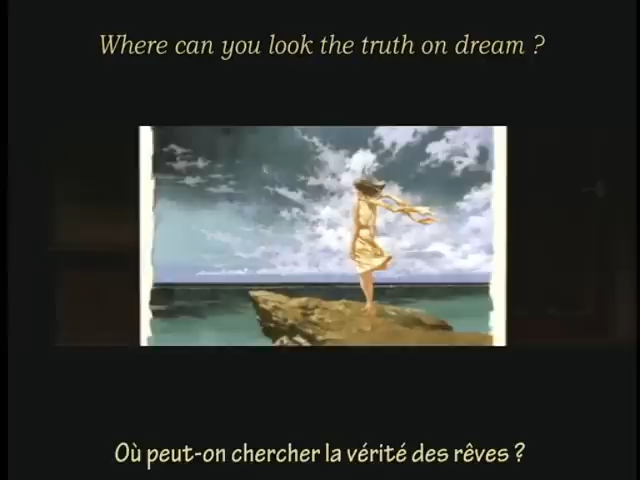 Where can you look the truth on dream ?
Où peut-on chercher la vérité des rêves ?